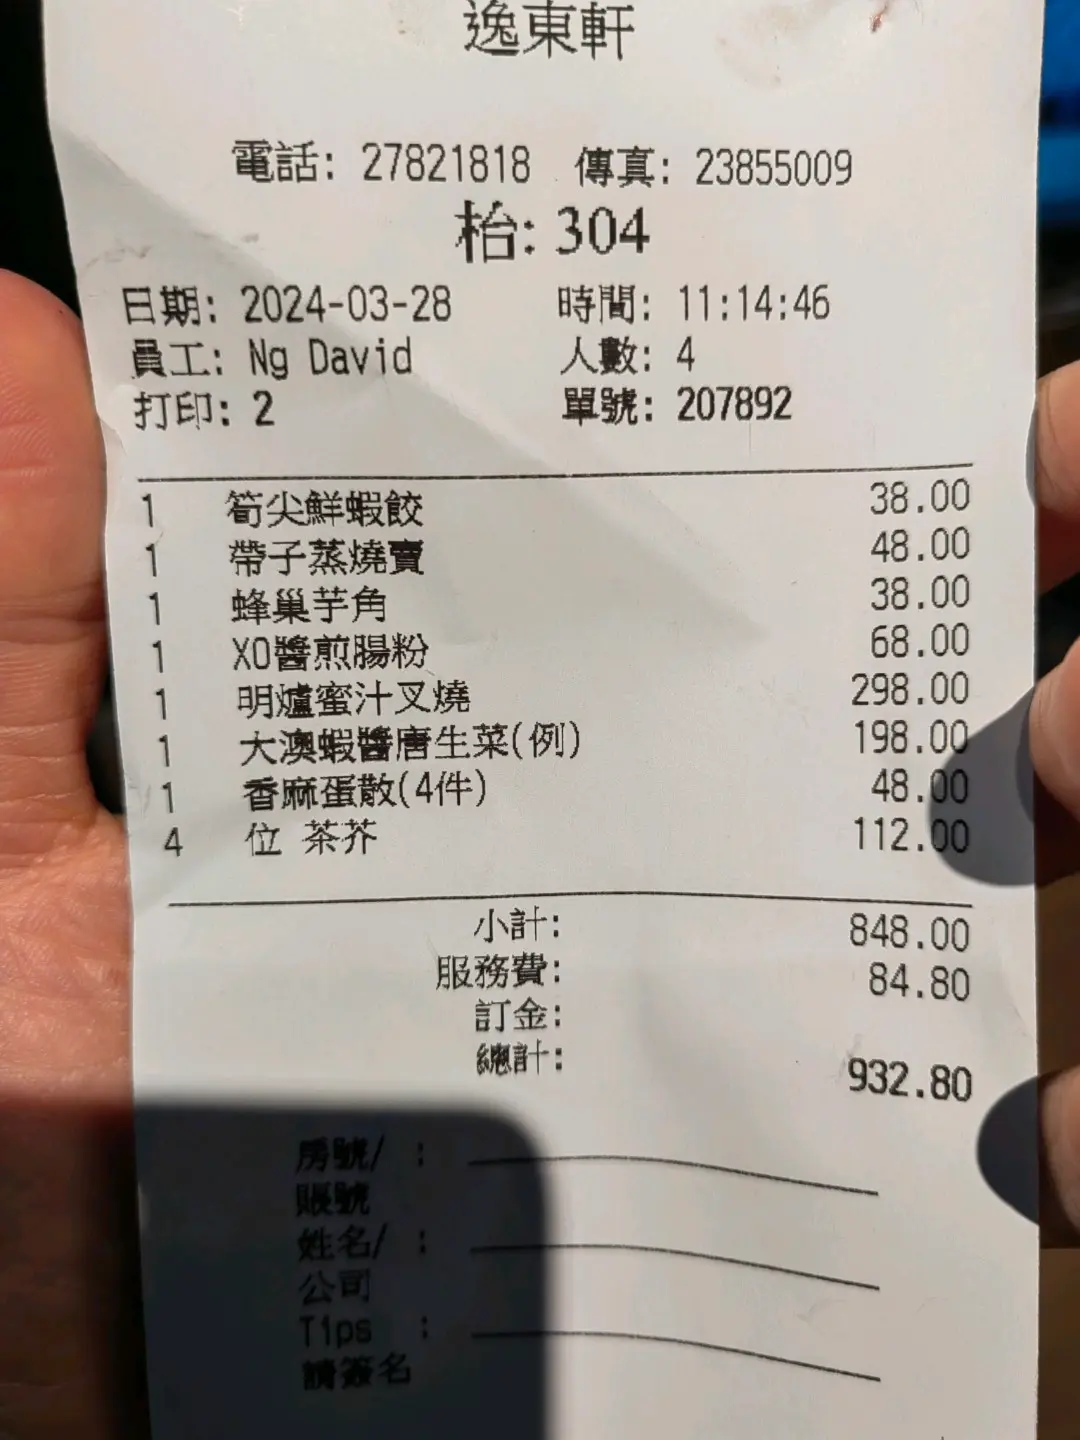 逸東軒
電話: 27821818 傳真: 23855009
枱: 304
日期: 2024-03-28 時間: 11:14:46
員工: Ng David 人數: 4
打印: 2 單號: 207892
1 筍尖鮮蝦餃 38.00
1 帶子蒸燒賣 48.00
1 蜂巢芋角 38.00
1 XO醬煎腸粉 68.00
1 明爐蜜汁叉燒 298.00
1 大澳蝦醬唐生菜(例) 198.00
1 香麻蛋散(4件) 48.00
4 位 茶芥 112.00
小計: 848.00
服務費: 84.80
訂金:
總計: 932.80
房號/ :
賬號
姓名/ :
公司
Tips :
請簽名